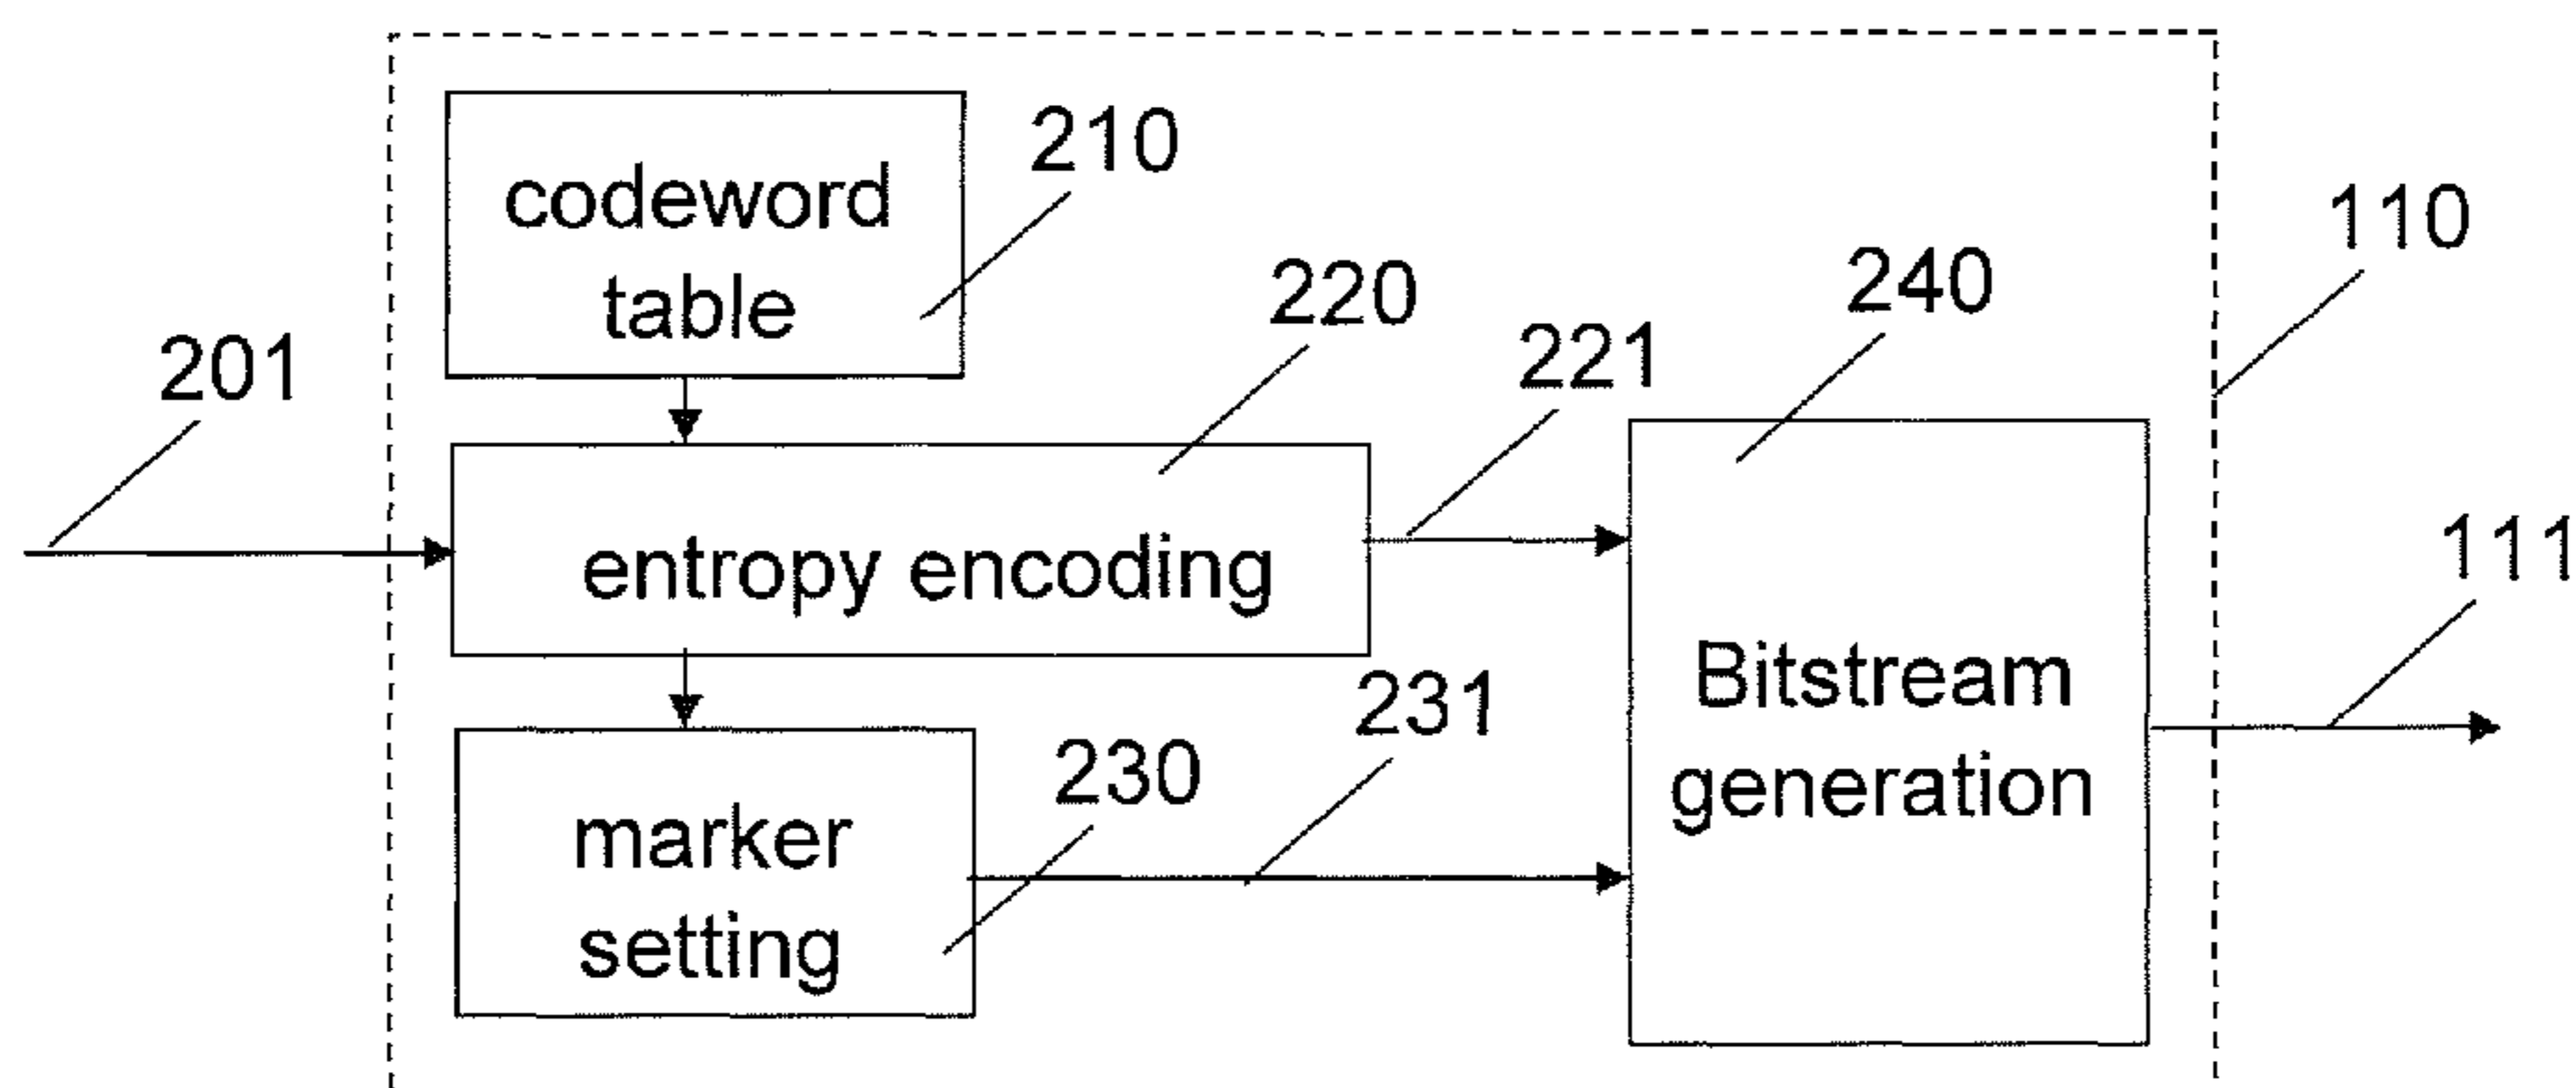 210
codeword
table
110
220
240
201
221
entropy encoding
111
231
Bitstream
generation
230
marker
setting